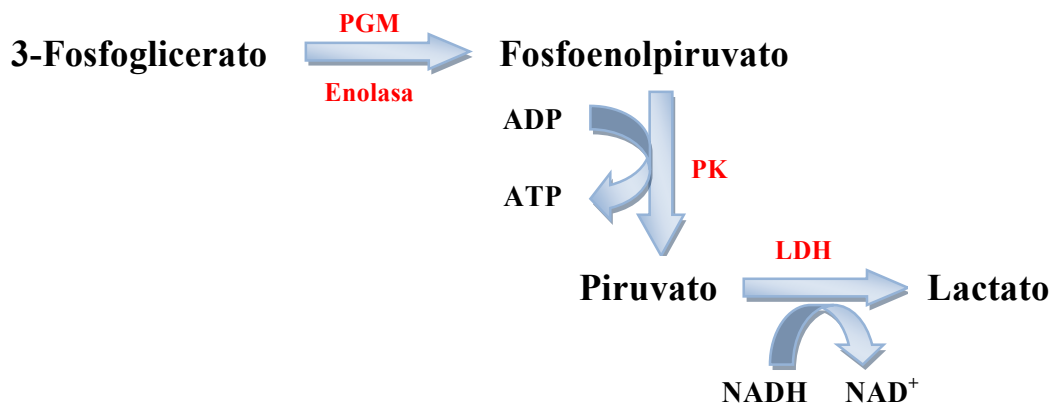 PGM
3-Fosfoglicerato Fosfoenolpiruvato
Enolasa
ADP
PK
ATP
LDH
Piruvato Lactato
NADH NAD⁺